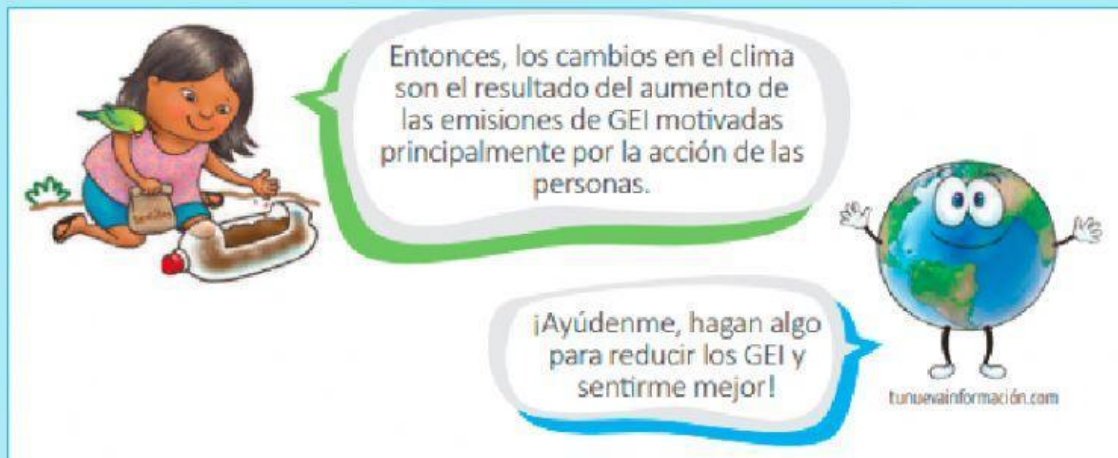 Entonces, los cambios en el clima
son el resultado del aumento de
las emisiones de GEI motivadas
principalmente por la acción de las
personas.
¡Ayúdenme, hagan algo
para reducir los GEI y
sentirme mejor!
tunuevainformación.com